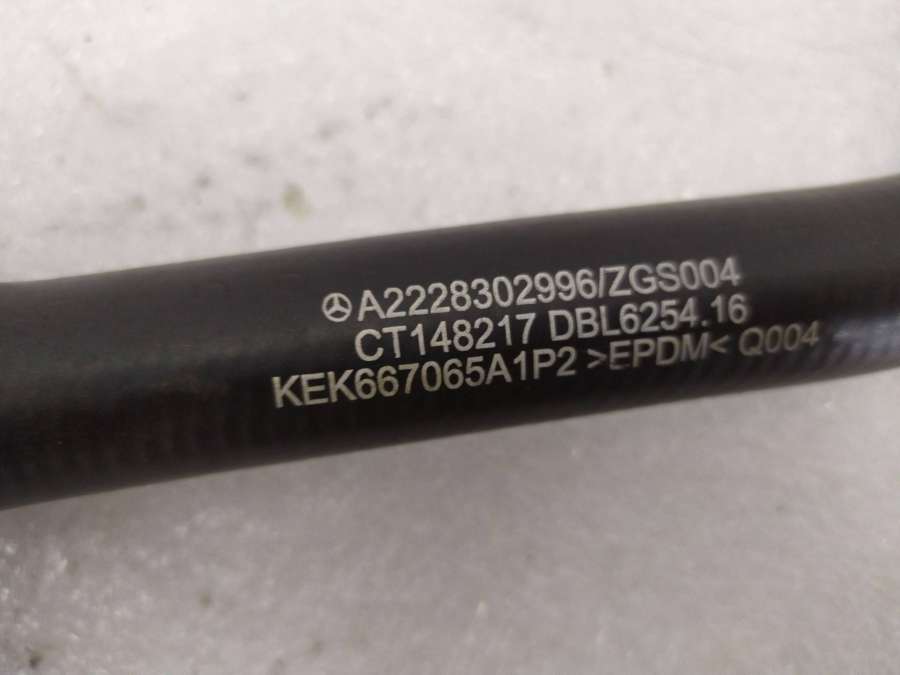 A2228302996/ZGS004
CT148217 DBL6254.16
KEK667065A1P2 >EPDM< Q004